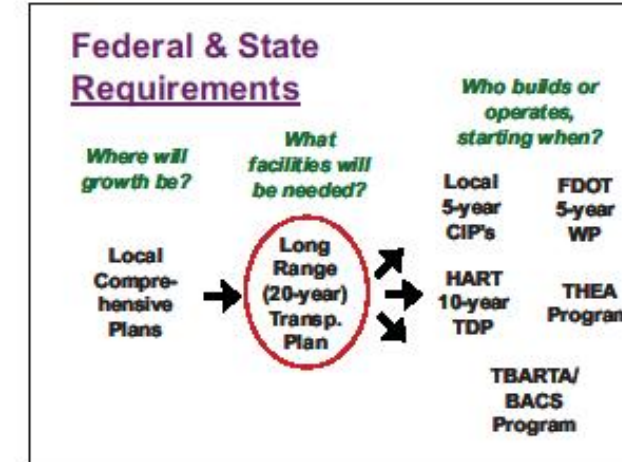 Federal & State
Requirements
Where will
growth be?
What
facilities will
be needed?
Who builds or
operates,
starting when?
Local
Compre-
hensive
Plans
Long
Range
(20-year)
Transp.
Plan
Local
5-year
CIP's
FDOT
5-year
WP
HART
10-year
TDP
THEA
Program
TBARTA/
BACS
Program